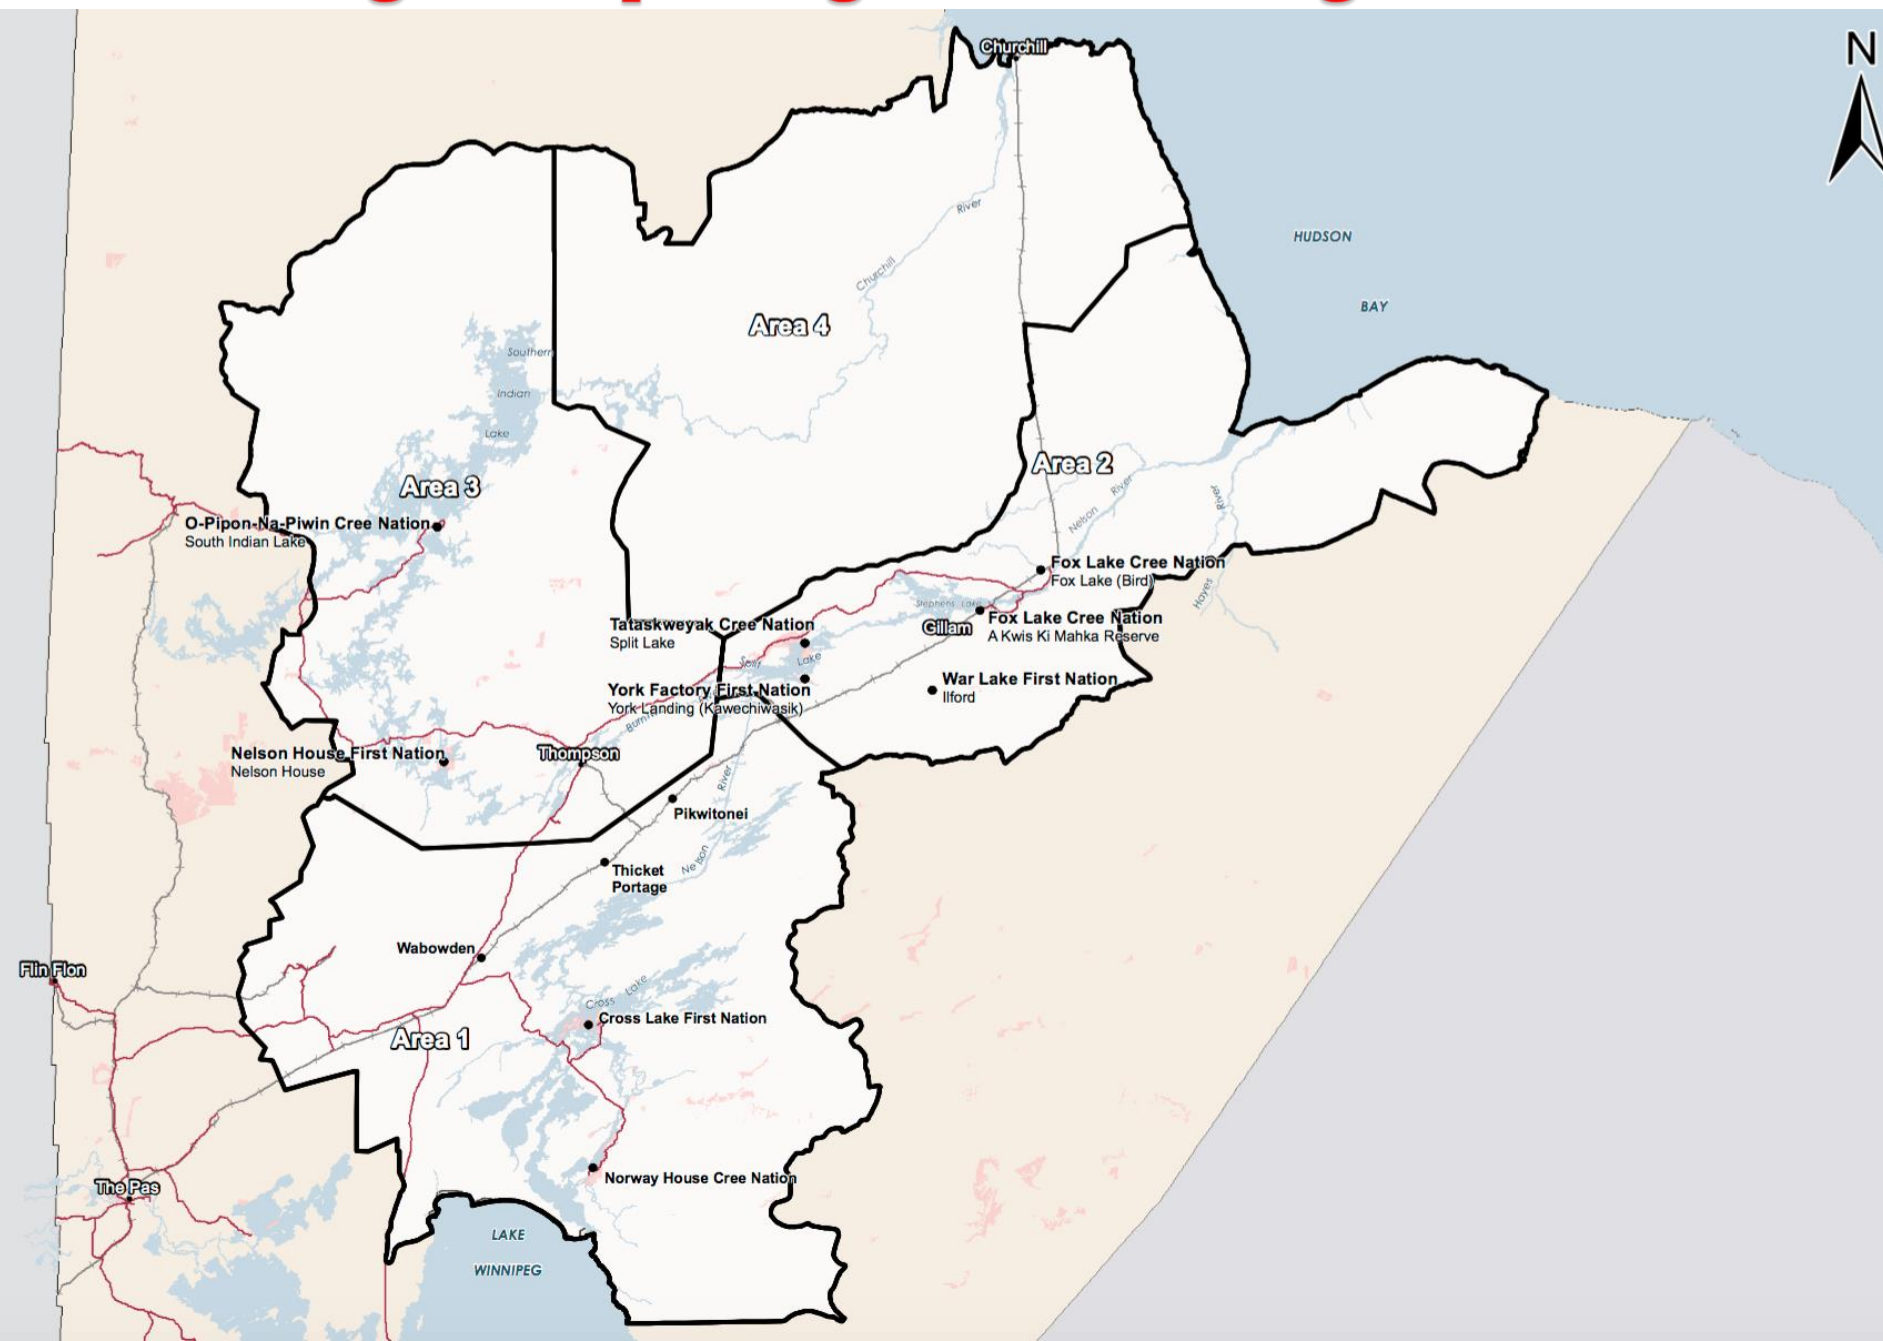 Churchill
N
River
HUDSON
BAY
Churchill
Area 4
Southern
Indian
Lake
Area 2
River
Nelson
River
Area 3
O-Pipon-Na-Piwin Cree Nation
South Indian Lake
Fox Lake Cree Nation
Fox Lake (Bird)
Hayes
Stephens Lake
Fox Lake Cree Nation
A Kwis Ki Mahka Reserve
Gillam
Tataskweyak Cree Nation
Split Lake
Split Lake
War Lake First Nation
Ilford
York Factory First Nation
York Landing (Kawechiwasik)
Nelson House First Nation
Nelson House
Thompson
River
Pikwitonei
Nelson
Thicket
Portage
Wabowden
Flin Flon
Cross Lake
Cross Lake First Nation
Area 1
Norway House Cree Nation
The Pas
LAKE
WINNIPEG